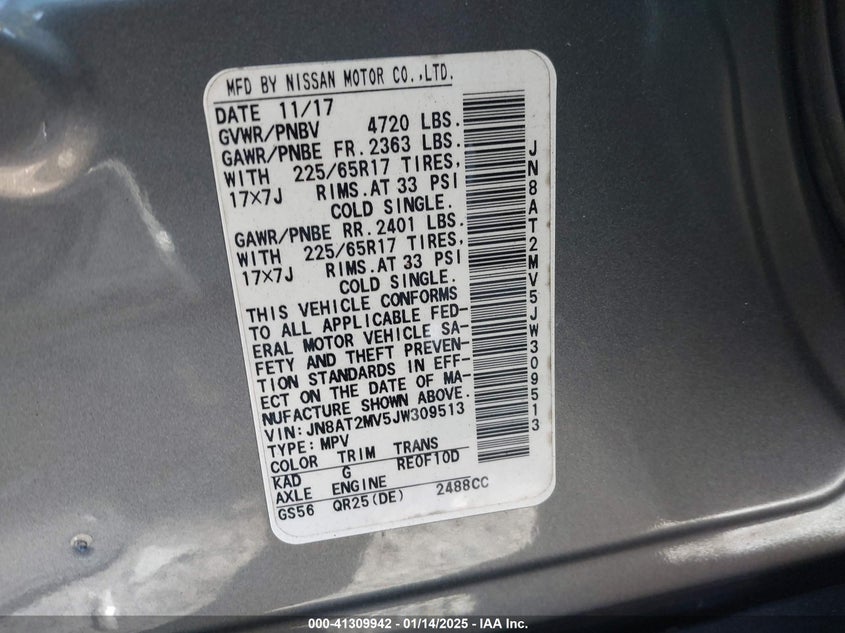 MFD BY NISSAN MOTOR CO.,LTD.
DATE 11/17
GVWR/PNBV 4720 LBS.
GAWR/PNBE FR. 2363 LBS.
WITH 225/65R17 TIRES,
17×7J RIMS.AT 33 PSI
COLD SINGLE.
GAWR/PNBE RR. 2401 LBS.
WITH 225/65R17 TIRES,
17×7J RIMS.AT 33 PSI
COLD SINGLE.
THIS VEHICLE CONFORMS
TO ALL APPLICABLE FED-
ERAL MOTOR VEHICLE SA-
FETY AND THEFT PREVEN-
TION STANDARDS IN EFF-
ECT ON THE DATE OF MA-
NUFACTURE SHOWN ABOVE.
VIN:JN8AT2MV5JW309513
TYPE:MPV
COLOR TRIM TRANS
KAD G RE0F10D
AXLE ENGINE
GS56 QR25(DE) 2488CC
JN8AT2MV5JW309513
000-41309942 - 01/14/2025 - IAA Inc.